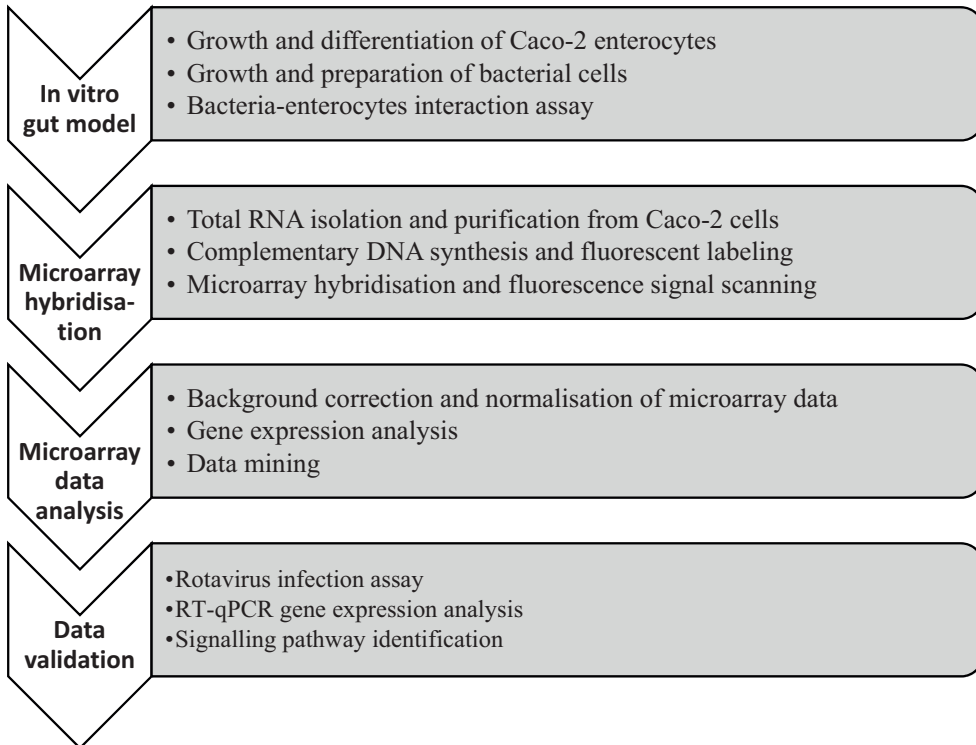 In vitro
gut model
• Growth and differentiation of Caco-2 enterocytes
• Growth and preparation of bacterial cells
• Bacteria-enterocytes interaction assay
Microarray
hybridisa-
tion
• Total RNA isolation and purification from Caco-2 cells
• Complementary DNA synthesis and fluorescent labeling
• Microarray hybridisation and fluorescence signal scanning
Microarray
data
analysis
• Background correction and normalisation of microarray data
• Gene expression analysis
• Data mining
Data
validation
•Rotavirus infection assay
•RT-qPCR gene expression analysis
•Signalling pathway identification